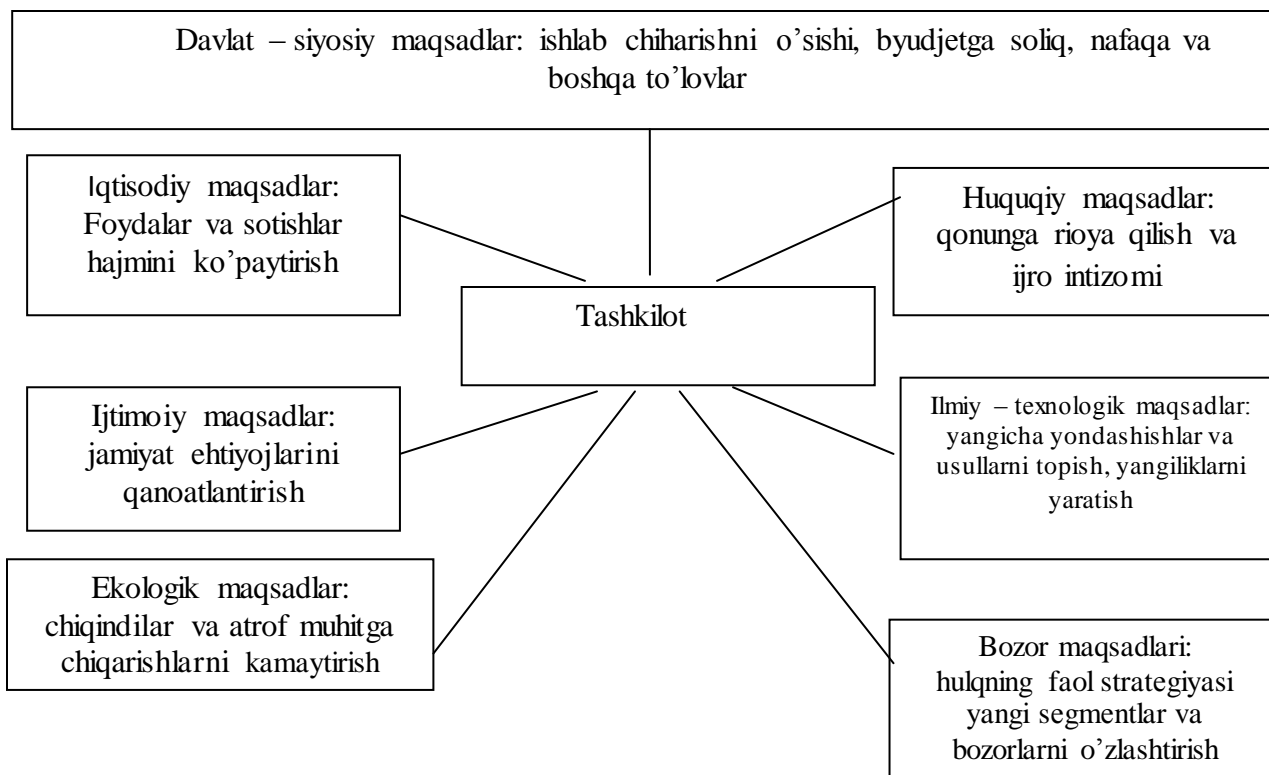 Davlat – siyosiy maqsadlar: ishlab chiharishni o’sishi, byudjetga soliq, nafaqa va
boshqa to’lovlar
Iqtisodiy maqsadlar:
Foydalar va sotishlar
hajmini ko’paytirish
Huquqiy maqsadlar:
qonunga rioya qilish va
ijro intizomi
Tashkilot
Ijtimoiy maqsadlar:
jamiyat ehtiyojlarini
qanoatlantirish
Ilmiy – texnologik maqsadlar:
yangicha yondashishlar va
usullarni topish, yangiliklarni
yaratish
Ekologik maqsadlar:
chiqindilar va atrof muhitga
chiqarishlarni kamaytirish
Bozor maqsadlari:
hulqning faol strategiyasi
yangi segmentlar va
bozorlarni o’zlashtirish